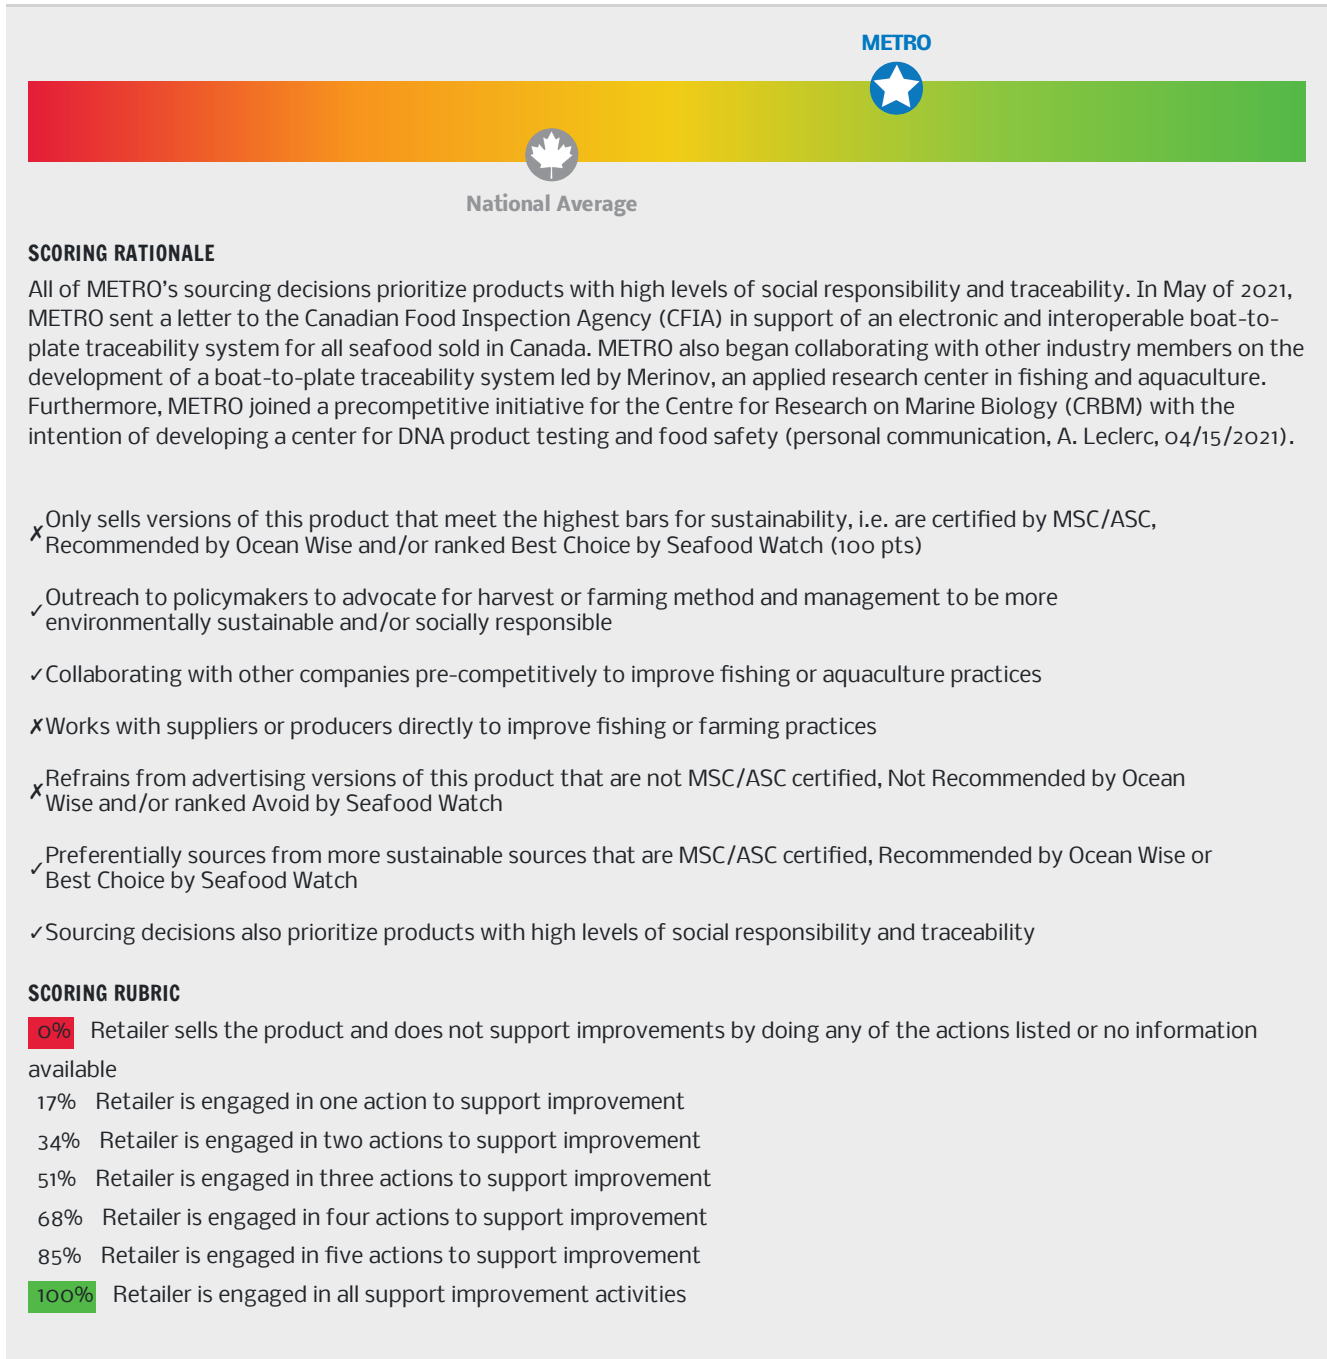 METRO
National Average
SCORING RATIONALE
All of METRO's sourcing decisions prioritize products with high levels of social responsibility and traceability. In May of 2021,
METRO sent a letter to the Canadian Food Inspection Agency (CFIA) in support of an electronic and interoperable boat-to-
plate traceability system for all seafood sold in Canada. METRO also began collaborating with other industry members on the
development of a boat-to-plate traceability system led by Merinov, an applied research center in fishing and aquaculture.
Furthermore, METRO joined a precompetitive initiative for the Centre for Research on Marine Biology (CRBM) with the
intention of developing a center for DNA product testing and food safety (personal communication, A. Leclerc, 04/15/2021).
✗ Only sells versions of this product that meet the highest bars for sustainability, i.e. are certified by MSC/ASC,
Recommended by Ocean Wise and/or ranked Best Choice by Seafood Watch (100 pts)
✓ Outreach to policymakers to advocate for harvest or farming method and management to be more
environmentally sustainable and/or socially responsible
✓ Collaborating with other companies pre-competitively to improve fishing or aquaculture practices
✗ Works with suppliers or producers directly to improve fishing or farming practices
✗ Refrains from advertising versions of this product that are not MSC/ASC certified, Not Recommended by Ocean
Wise and/or ranked Avoid by Seafood Watch
✓ Preferentially sources from more sustainable sources that are MSC/ASC certified, Recommended by Ocean Wise or
Best Choice by Seafood Watch
✓ Sourcing decisions also prioritize products with high levels of social responsibility and traceability
SCORING RUBRIC
0% Retailer sells the product and does not support improvements by doing any of the actions listed or no information
available
17% Retailer is engaged in one action to support improvement
34% Retailer is engaged in two actions to support improvement
51% Retailer is engaged in three actions to support improvement
68% Retailer is engaged in four actions to support improvement
85% Retailer is engaged in five actions to support improvement
100% Retailer is engaged in all support improvement activities